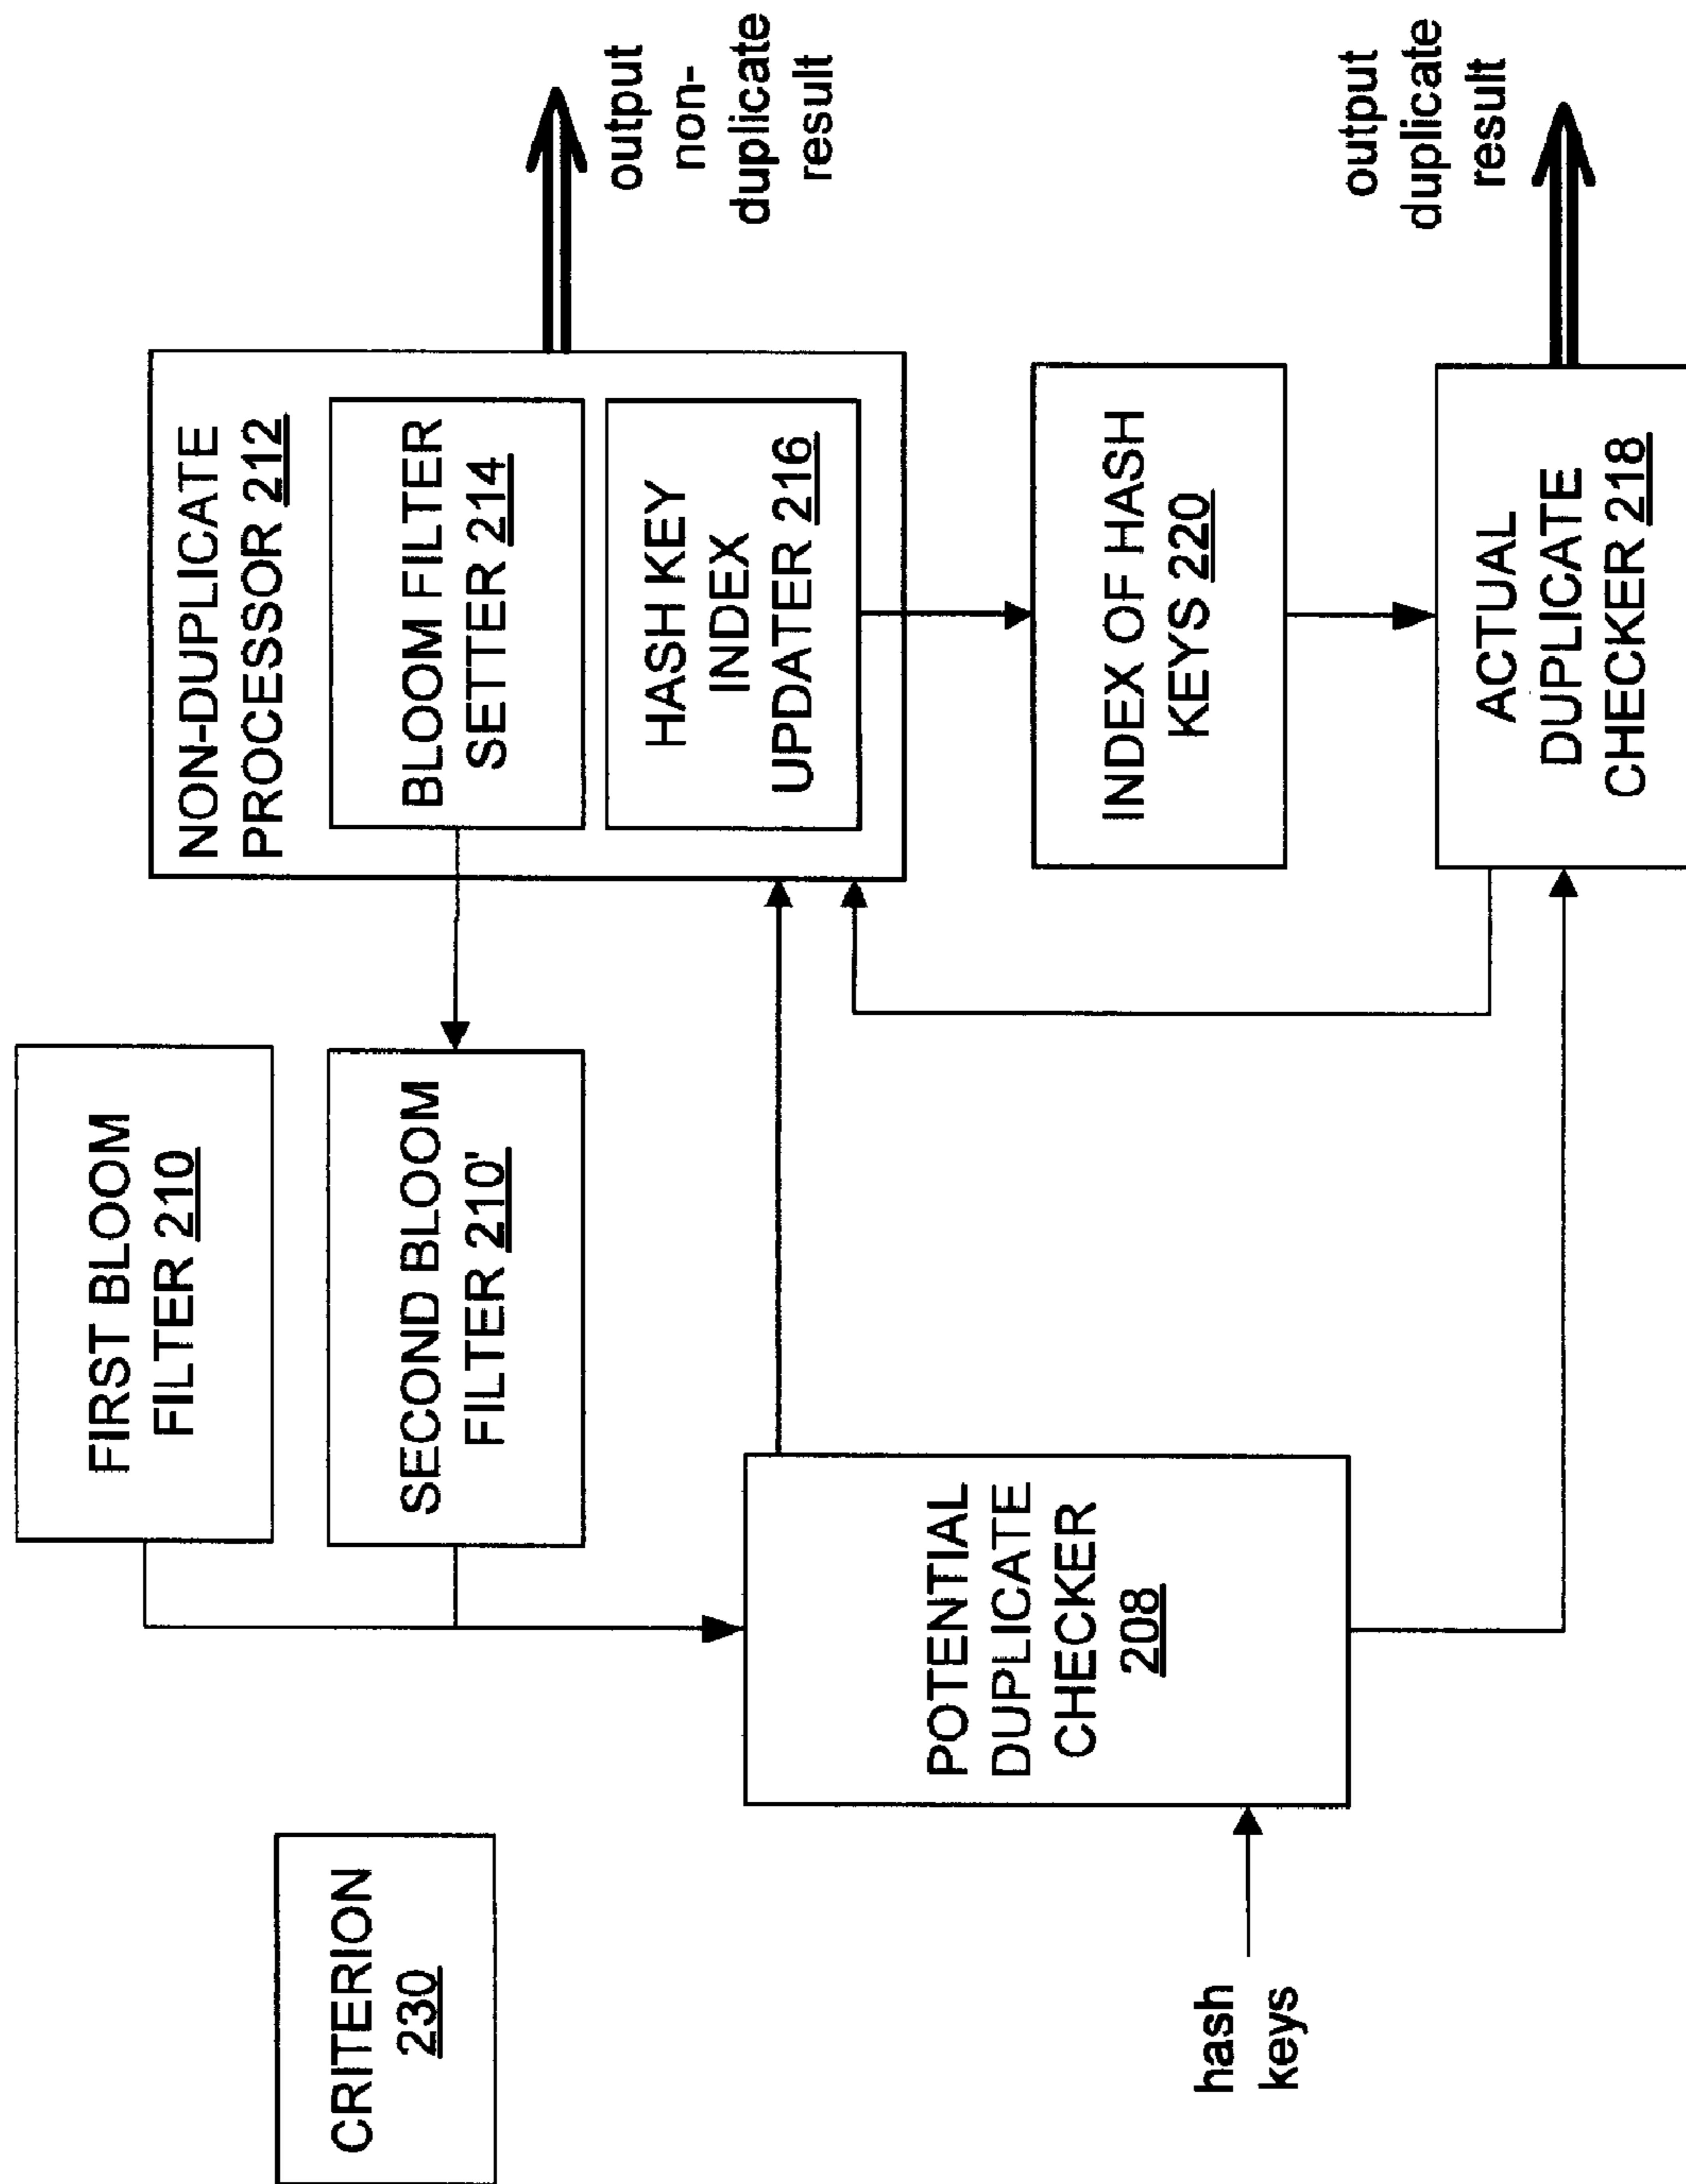 CRITERION
230
FIRST BLOOM
FILTER 210
SECOND BLOOM
FILTER 210'
NON-DUPLICATE
PROCESSOR 212
BLOOM FILTER
SETTER 214
HASH KEY
INDEX
UPDATER 216
output
non-
duplicate
result
hash
keys
POTENTIAL
DUPLICATE
CHECKER
208
INDEX OF HASH
KEYS 220
ACTUAL
DUPLICATE
CHECKER 218
output
duplicate
result